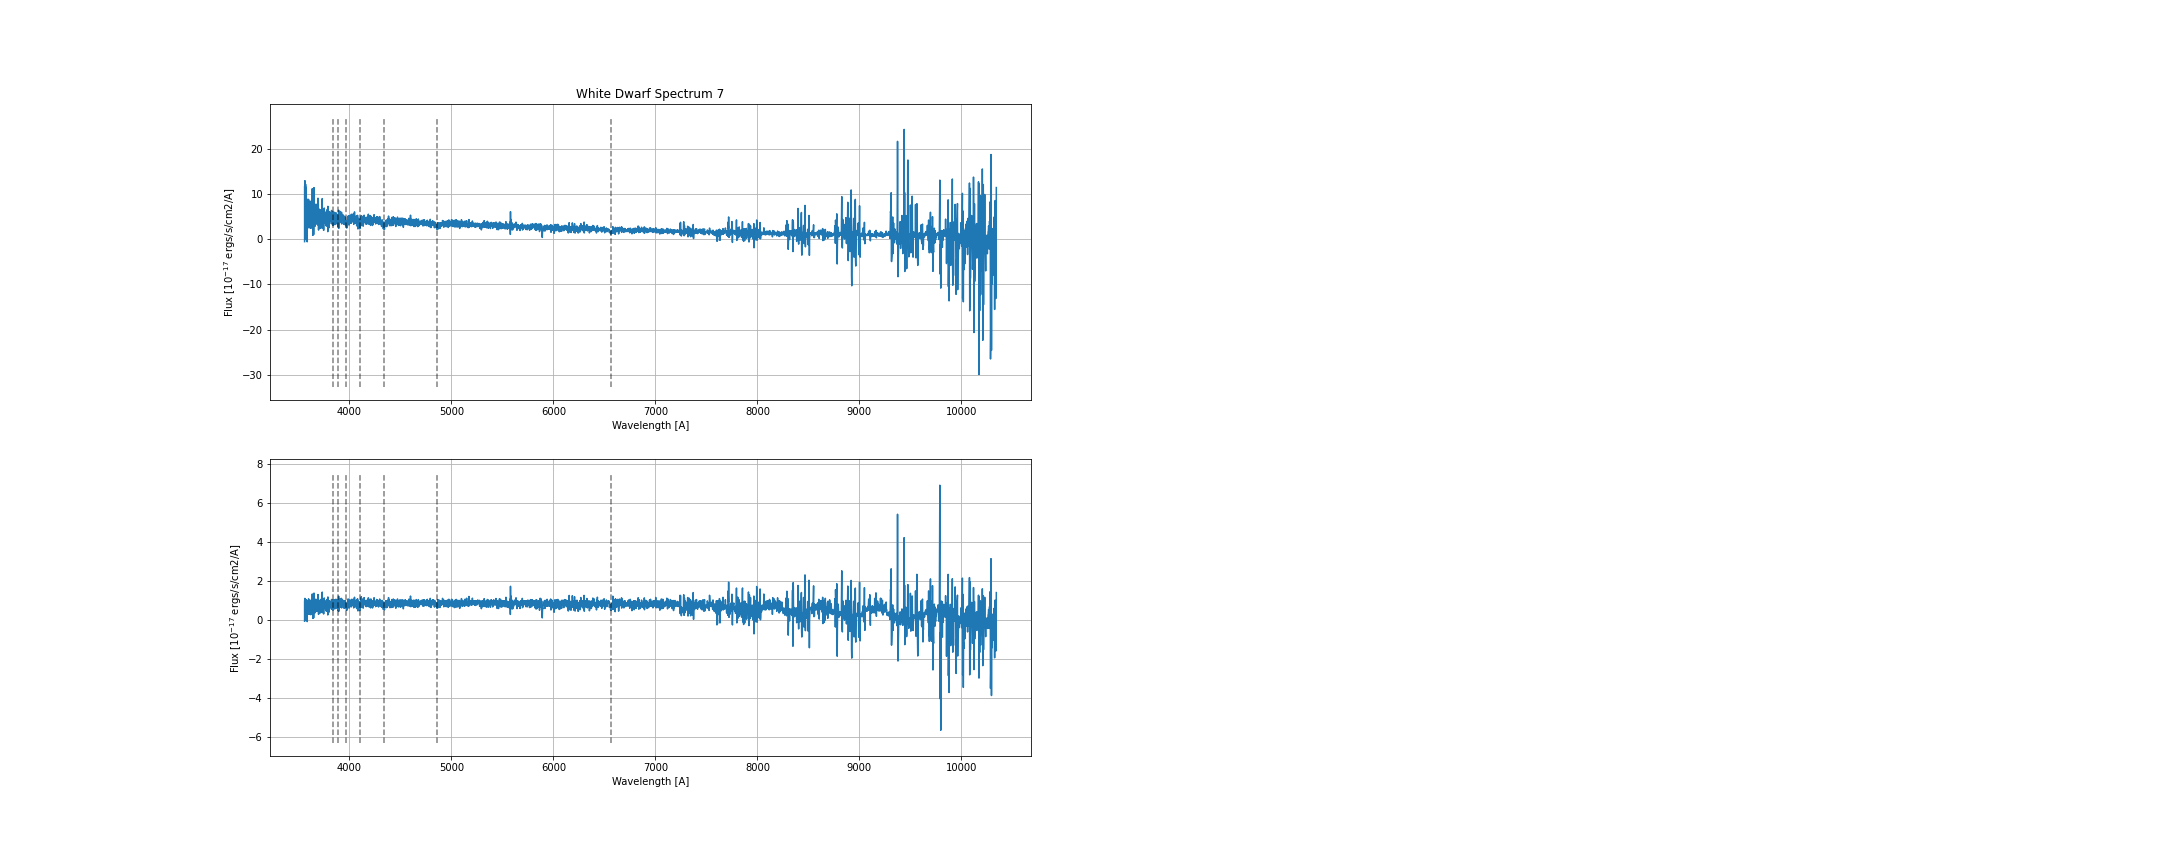 White Dwarf Spectrum 7
20
10
0
−10
−20
−30
Flux [10⁻¹⁷ ergs/s/cm2/A]
4000 5000 6000 7000 8000 9000 10000
Wavelength [A]
8
6
4
2
0
−2
−4
−6
Flux [10⁻¹⁷ ergs/s/cm2/A]
4000 5000 6000 7000 8000 9000 10000
Wavelength [A]